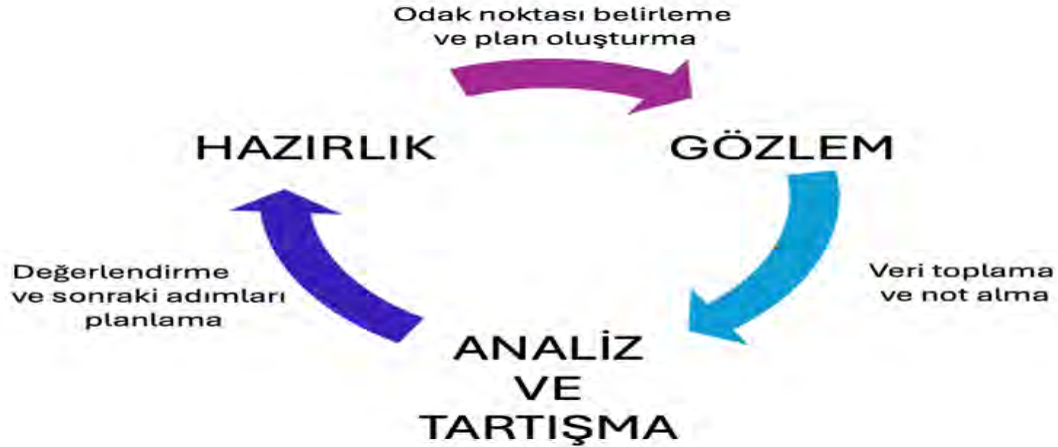 Odak noktası belirleme
ve plan oluşturma
HAZIRLIK
GÖZLEM
Değerlendirme
ve sonraki adımları
planlama
Veri toplama
ve not alma
ANALİZ
VE
TARTIŞMA